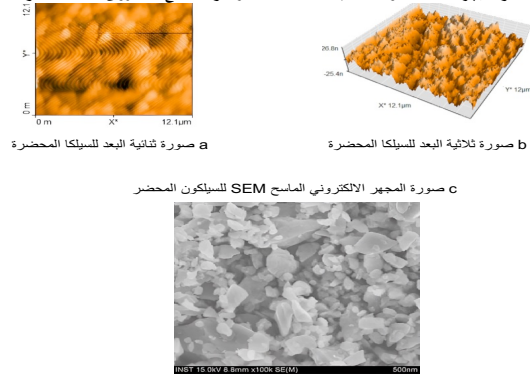 12.1
Y*
0 m
0 m X* 12.1µm
26.8n
-25.4n
X* 12.1µm
Y* 12µm
a صورة ثنائية البعد للسيلكا المحضرة
b صورة ثلاثية البعد للسيلكا المحضرة
c صورة المجهر الالكتروني الماسح SEM للسيلكون المحضر
INST 15.0kV 8.8mm x100k SE(M) 500nm